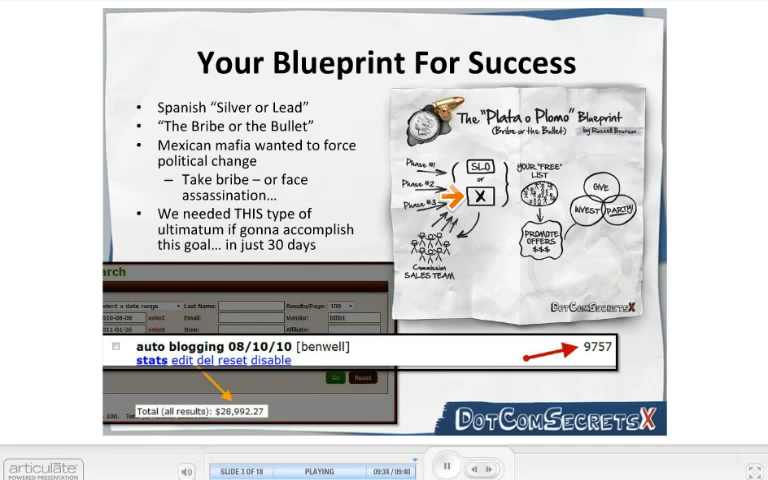 Your Blueprint For Success
• Spanish “Silver or Lead”
• “The Bribe or the Bullet”
• Mexican mafia wanted to force
political change
– Take bribe – or face
assassination…
• We needed THIS type of
ultimatum if gonna accomplish
this goal… in just 30 days
The "Plata o Plomo" Blueprint
(Bribe or the Bullet) by Russell Brunson
Phase #1
Phase #2
Phase #3
SLO
or
X
YOUR "FREE"
LIST
GIVE
INVEST
PARTY
PROMOTE
OFFERS
$$$
Commission
SALES TEAM
DotComSecretsX
arch
elect a date range Last Name: Results/Page: 100
select Email: Vendor:
select Item: Affiliate:
auto blogging 08/10/10 [benwell] 9757
stats edit del reset disable
Go Reset
Total (all results): $28,992.27
DotComSecretsX
articulate
POWERED PRESENTATION
SLIDE 3 OF 18 PLAYING 09:34 / 09:40